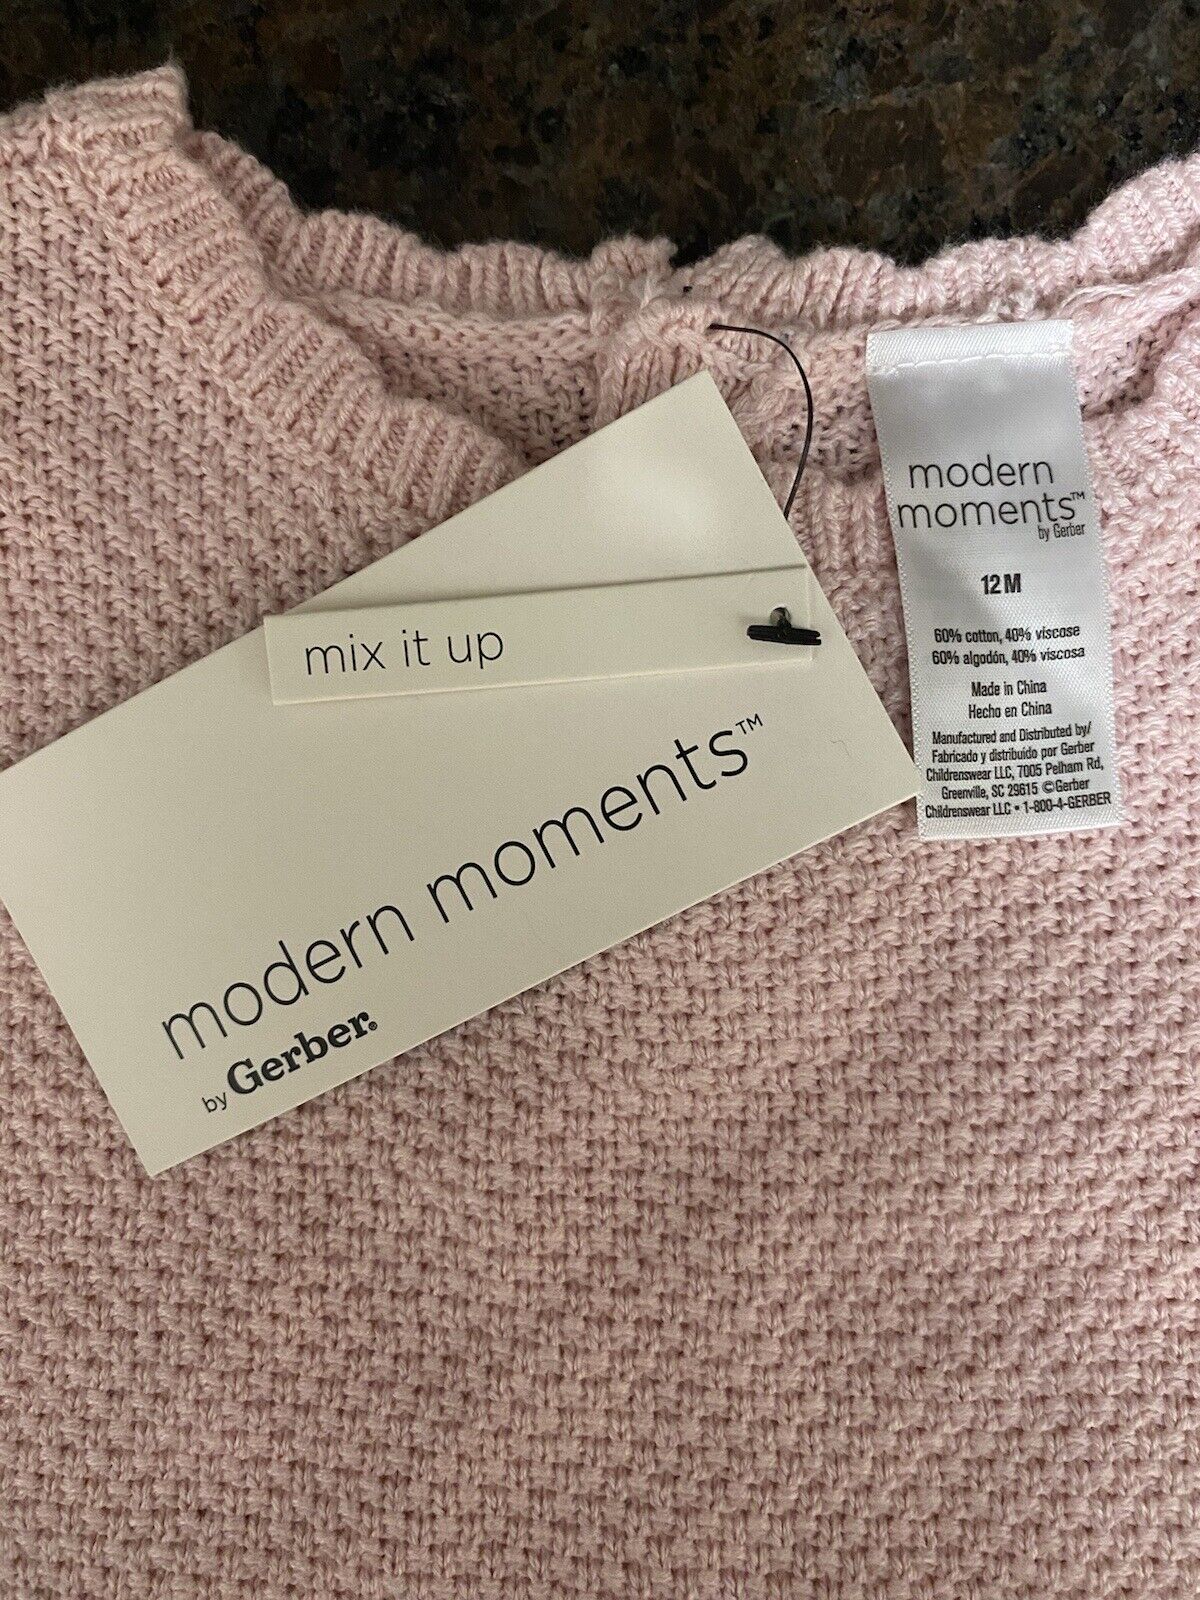 mix it up
modern moments™
by Gerber®
modern
moments™
by Gerber
12M
60% cotton, 40% viscose
60% algodón, 40% viscosa
Made in China
Hecho en China
Manufactured and Distributed by/
Fabricado y distribuido por Gerber
Childrenswear LLC, 7005 Pelham Rd,
Greenville, SC 29615 ©Gerber
Childrenswear LLC • 1-800-4-GERBER